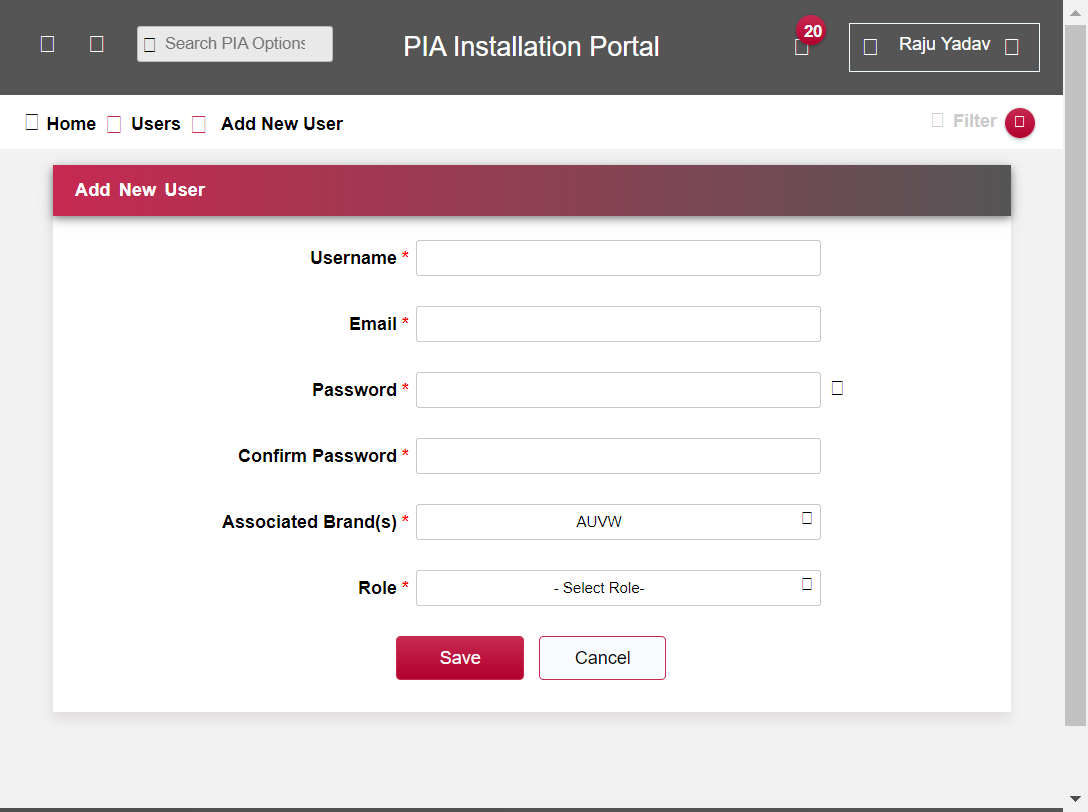 Search PIA Options
PIA Installation Portal
20
Raju Yadav
Home Users Add New User
Filter
Add New User
Username *
Email *
Password *
Confirm Password *
Associated Brand(s) * AUVW
Role * - Select Role-
Save Cancel